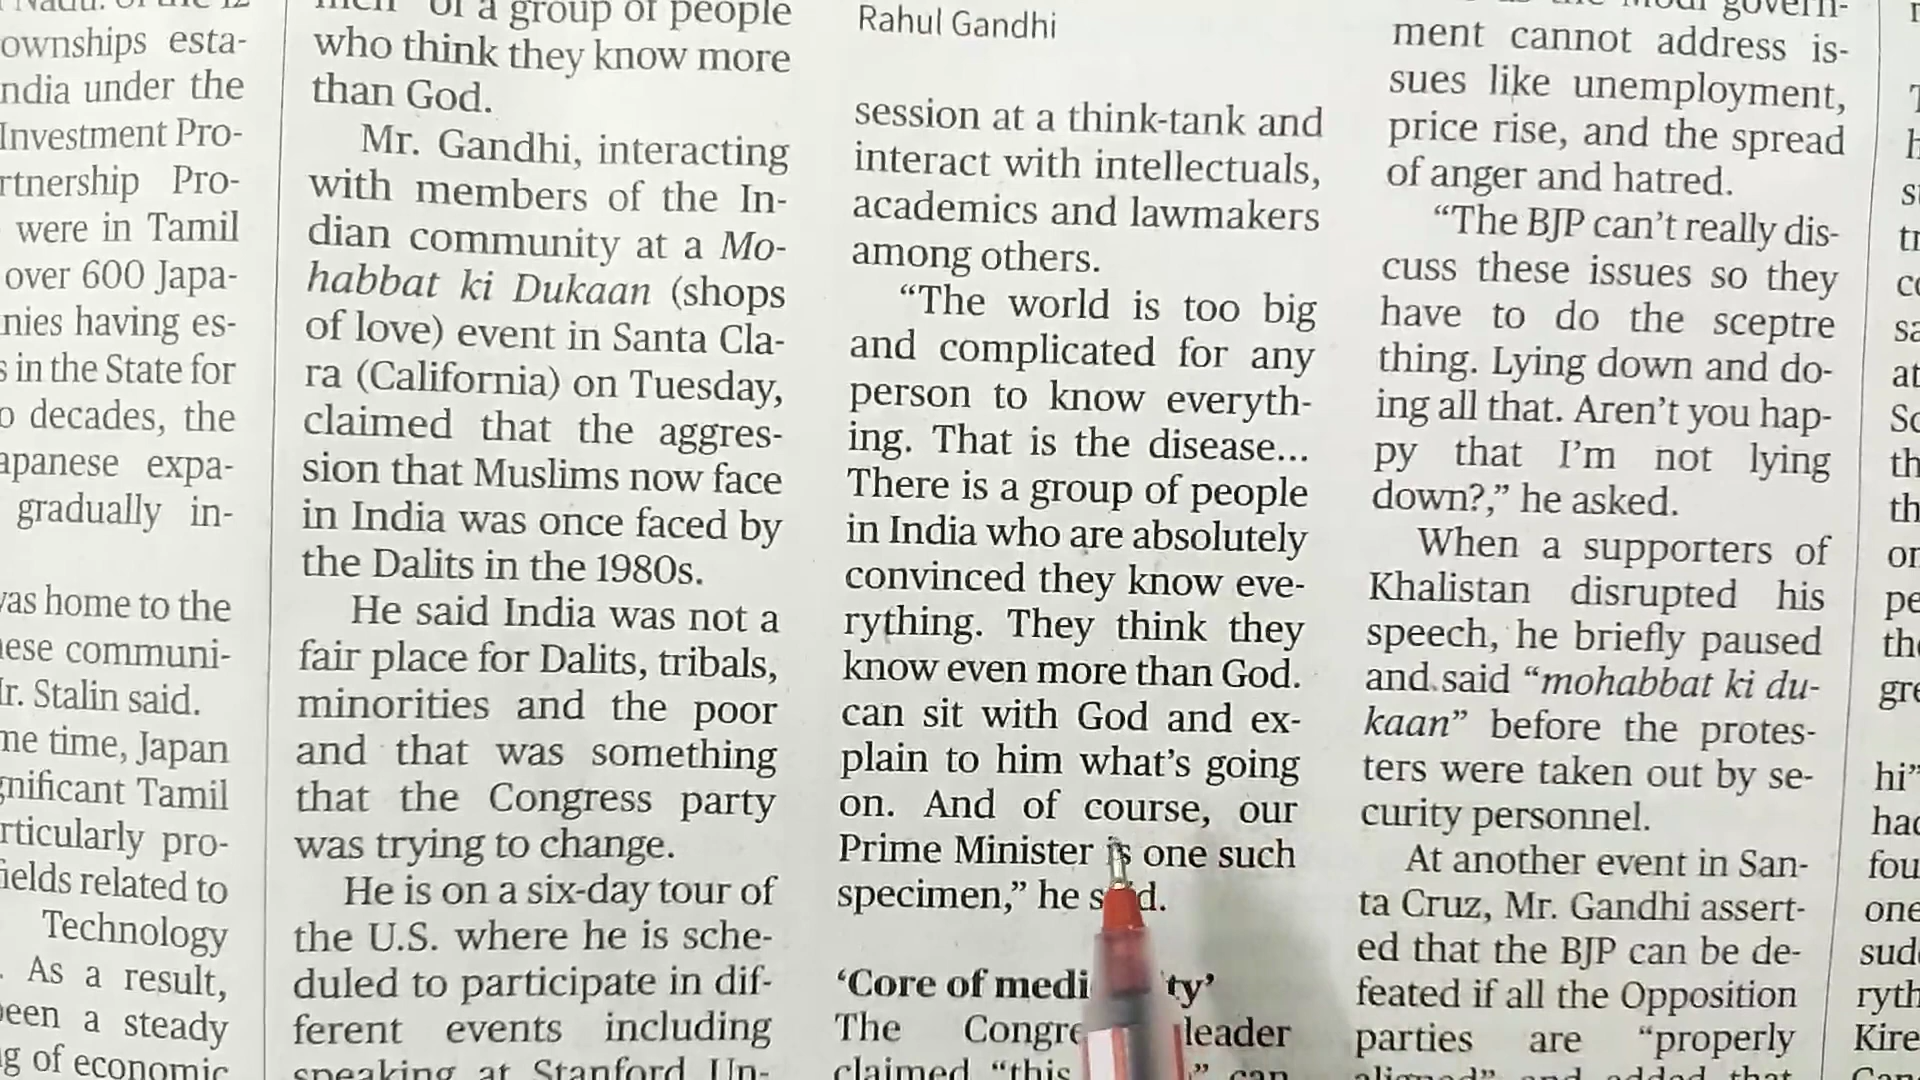 ownships esta-
ndia under the
Investment Pro-
rtnership Pro-
were in Tamil
over 600 Japa-
nies having es-
s in the State for
o decades, the
apanese expa-
gradually in-
was home to the
nese communi-
Mr. Stalin said.
me time, Japan
gnificant Tamil
rticularly pro-
fields related to
Technology
. As a result,
been a steady
ng of economic
of a group of people
who think they know more
than God.
Mr. Gandhi, interacting
with members of the In-
dian community at a Mo-
habbat ki Dukaan (shops
of love) event in Santa Cla-
ra (California) on Tuesday,
claimed that the aggres-
sion that Muslims now face
in India was once faced by
the Dalits in the 1980s.
He said India was not a
fair place for Dalits, tribals,
minorities and the poor
and that was something
that the Congress party
was trying to change.
He is on a six-day tour of
the U.S. where he is sche-
duled to participate in dif-
ferent events including
speaking at Stanford Un-
Rahul Gandhi
session at a think-tank and
interact with intellectuals,
academics and lawmakers
among others.
“The world is too big
and complicated for any
person to know everyth-
ing. That is the disease...
There is a group of people
in India who are absolutely
convinced they know eve-
rything. They think they
know even more than God.
can sit with God and ex-
plain to him what’s going
on. And of course, our
Prime Minister is one such
specimen,” he said.
‘Core of mediocrity’
The Congress leader
claimed “this can
the Modi govern-
ment cannot address is-
sues like unemployment,
price rise, and the spread
of anger and hatred.
“The BJP can’t really dis-
cuss these issues so they
have to do the sceptre
thing. Lying down and do-
ing all that. Aren’t you hap-
py that I’m not lying
down?,” he asked.
When a supporters of
Khalistan disrupted his
speech, he briefly paused
and said “mohabbat ki du-
kaan” before the protes-
ters were taken out by se-
curity personnel.
At another event in San-
ta Cruz, Mr. Gandhi assert-
ed that the BJP can be de-
feated if all the Opposition
parties are “properly
aligned” and added that